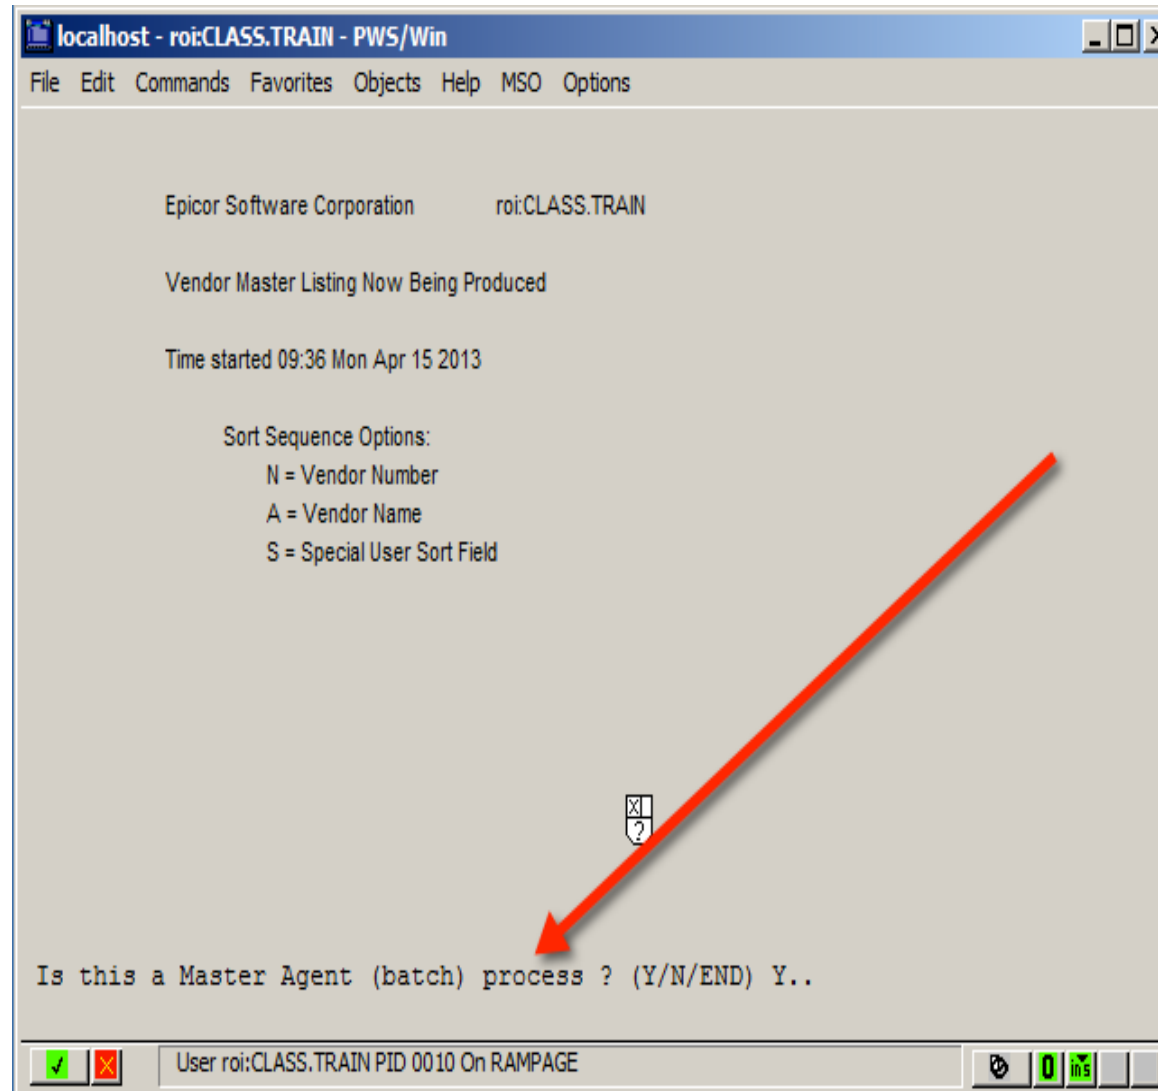 localhost - roi:CLASS.TRAIN - PWS/Win
File Edit Commands Favorites Objects Help MSO Options
Epicor Software Corporation roi:CLASS.TRAIN
Vendor Master Listing Now Being Produced
Time started 09:36 Mon Apr 15 2013
Sort Sequence Options:
N = Vendor Number
A = Vendor Name
S = Special User Sort Field
X ?
Is this a Master Agent (batch) process ? (Y/N/END) Y..
User roi:CLASS.TRAIN PID 0010 On RAMPAGE 0 ins